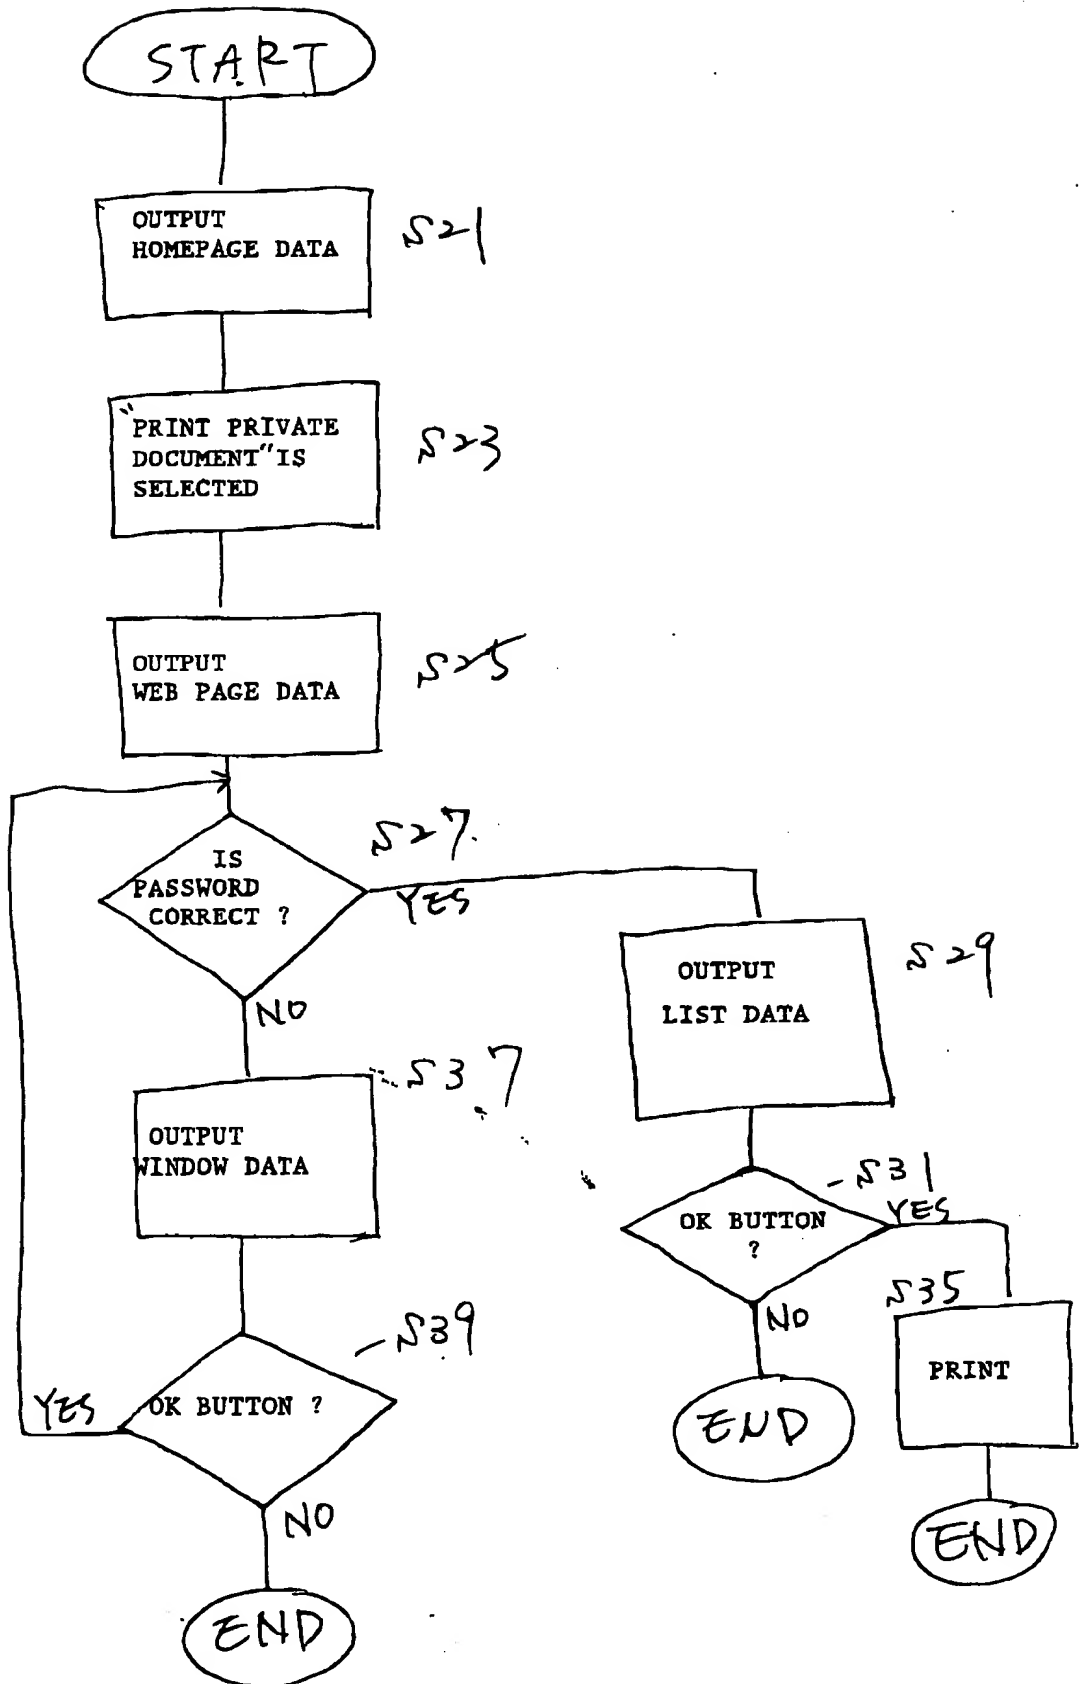 START
OUTPUT
HOMEPAGE DATA
S21
"PRINT PRIVATE
DOCUMENT" IS
SELECTED
S23
OUTPUT
WEB PAGE DATA
S25
IS
PASSWORD
CORRECT ?
S27
YES
NO
OUTPUT
LIST DATA
S29
OUTPUT
WINDOW DATA
S37
OK BUTTON
?
S31
YES
NO
S35
PRINT
END
END
OK BUTTON ?
S39
YES
NO
END